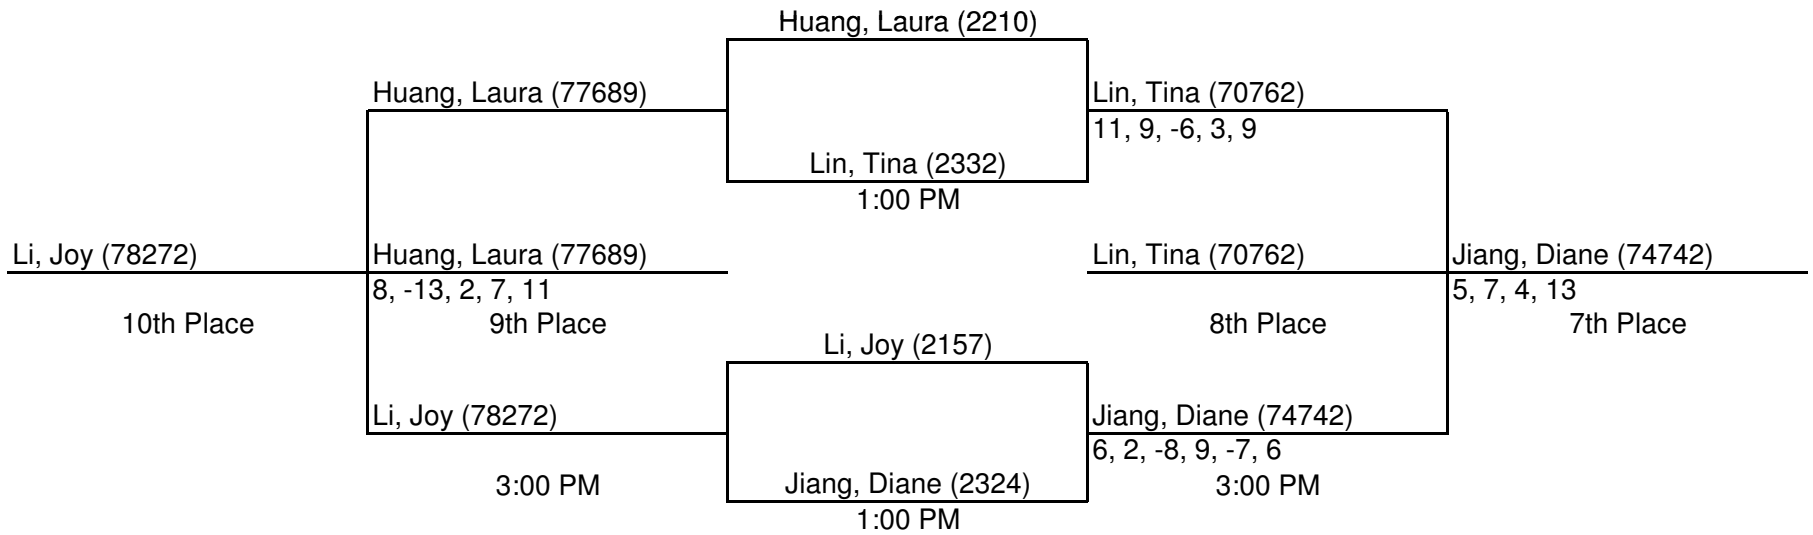 Huang, Laura (2210)
Huang, Laura (77689)
Lin, Tina (70762)
11, 9, -6, 3, 9
Lin, Tina (2332)
1:00 PM
Li, Joy (78272)
Huang, Laura (77689)
Lin, Tina (70762)
Jiang, Diane (74742)
8, -13, 2, 7, 11
5, 7, 4, 13
10th Place
9th Place
8th Place
7th Place
Li, Joy (2157)
Li, Joy (78272)
Jiang, Diane (74742)
6, 2, -8, 9, -7, 6
3:00 PM
Jiang, Diane (2324)
3:00 PM
1:00 PM